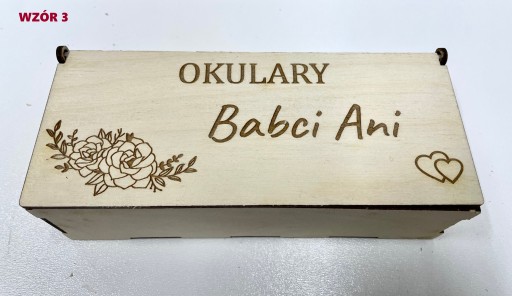 WZÓR 3
OKULARY
Babci Ani